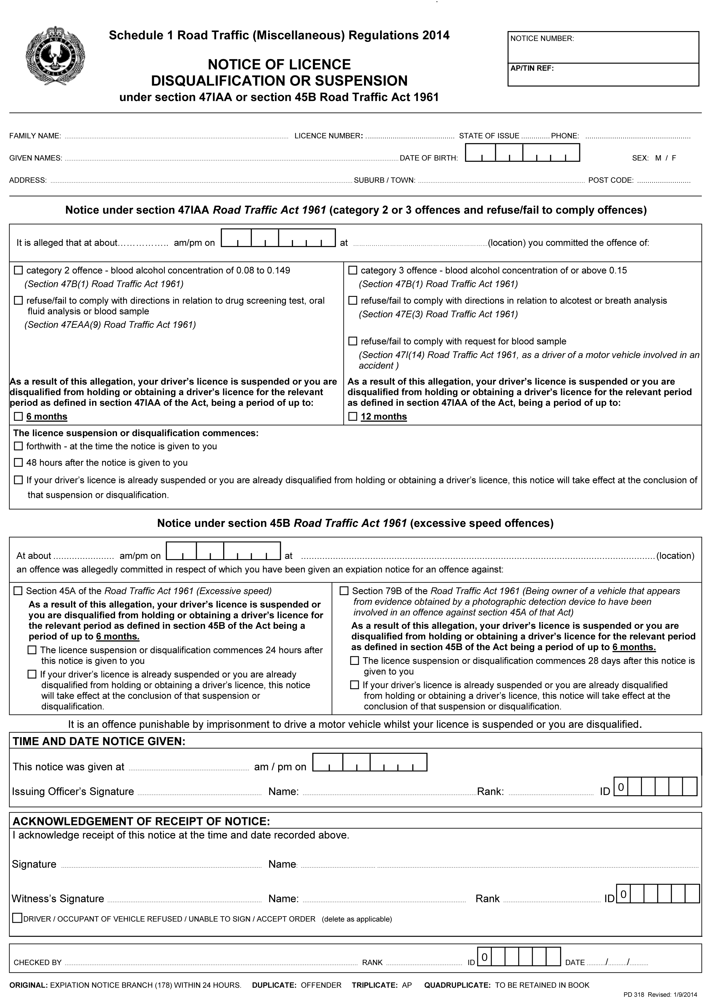 SOUTH AUSTRALIA
POLICE
Schedule 1 Road Traffic (Miscellaneous) Regulations 2014
NOTICE OF LICENCE
DISQUALIFICATION OR SUSPENSION
under section 47IAA or section 45B Road Traffic Act 1961
NOTICE NUMBER:
AP/TIN REF:
FAMILY NAME: LICENCE NUMBER: STATE OF ISSUE PHONE:
GIVEN NAMES: DATE OF BIRTH: SEX: M / F
ADDRESS: SUBURB / TOWN: POST CODE:
Notice under section 47IAA Road Traffic Act 1961 (category 2 or 3 offences and refuse/fail to comply offences)
It is alleged that at about…………….. am/pm on at (location) you committed the offence of:
category 2 offence - blood alcohol concentration of 0.08 to 0.149
(Section 47B(1) Road Traffic Act 1961)
refuse/fail to comply with directions in relation to drug screening test, oral
fluid analysis or blood sample
(Section 47EAA(9) Road Traffic Act 1961)
As a result of this allegation, your driver’s licence is suspended or you are
disqualified from holding or obtaining a driver’s licence for the relevant
period as defined in section 47IAA of the Act, being a period of up to:
6 months
category 3 offence - blood alcohol concentration of or above 0.15
(Section 47B(1) Road Traffic Act 1961)
refuse/fail to comply with directions in relation to alcotest or breath analysis
(Section 47E(3) Road Traffic Act 1961)
refuse/fail to comply with request for blood sample
(Section 47I(14) Road Traffic Act 1961, as a driver of a motor vehicle involved in an
accident )
As a result of this allegation, your driver’s licence is suspended or you are
disqualified from holding or obtaining a driver’s licence for the relevant period
as defined in section 47IAA of the Act, being a period of up to:
12 months
The licence suspension or disqualification commences:
forthwith - at the time the notice is given to you
48 hours after the notice is given to you
If your driver’s licence is already suspended or you are already disqualified from holding or obtaining a driver’s licence, this notice will take effect at the conclusion of
that suspension or disqualification.
Notice under section 45B Road Traffic Act 1961 (excessive speed offences)
At about ....................... am/pm on at (location)
an offence was allegedly committed in respect of which you have been given an expiation notice for an offence against:
Section 45A of the Road Traffic Act 1961 (Excessive speed)
As a result of this allegation, your driver’s licence is suspended or
you are disqualified from holding or obtaining a driver’s licence for
the relevant period as defined in section 45B of the Act being a
period of up to 6 months.
The licence suspension or disqualification commences 24 hours after
this notice is given to you
If your driver’s licence is already suspended or you are already
disqualified from holding or obtaining a driver’s licence, this notice
will take effect at the conclusion of that suspension or
disqualification.
Section 79B of the Road Traffic Act 1961 (Being owner of a vehicle that appears
from evidence obtained by a photographic detection device to have been
involved in an offence against section 45A of that Act)
As a result of this allegation, your driver’s licence is suspended or you are
disqualified from holding or obtaining a driver’s licence for the relevant period
as defined in section 45B of the Act being a period of up to 6 months.
The licence suspension or disqualification commences 28 days after this notice is
given to you
If your driver’s licence is already suspended or you are already disqualified
from holding or obtaining a driver’s licence, this notice will take effect at the
conclusion of that suspension or disqualification.
It is an offence punishable by imprisonment to drive a motor vehicle whilst your licence is suspended or you are disqualified.
TIME AND DATE NOTICE GIVEN:
This notice was given at am / pm on
Issuing Officer’s Signature Name: Rank: ID 0
ACKNOWLEDGEMENT OF RECEIPT OF NOTICE:
I acknowledge receipt of this notice at the time and date recorded above.
Signature Name:
Witness’s Signature Name: Rank ID 0
DRIVER / OCCUPANT OF VEHICLE REFUSED / UNABLE TO SIGN / ACCEPT ORDER (delete as applicable)
CHECKED BY RANK ID 0 DATE ........../........../..........
ORIGINAL: EXPIATION NOTICE BRANCH (178) WITHIN 24 HOURS. DUPLICATE: OFFENDER TRIPLICATE: AP QUADRUPLICATE: TO BE RETAINED IN BOOK
PD 318 Revised: 1/9/2014